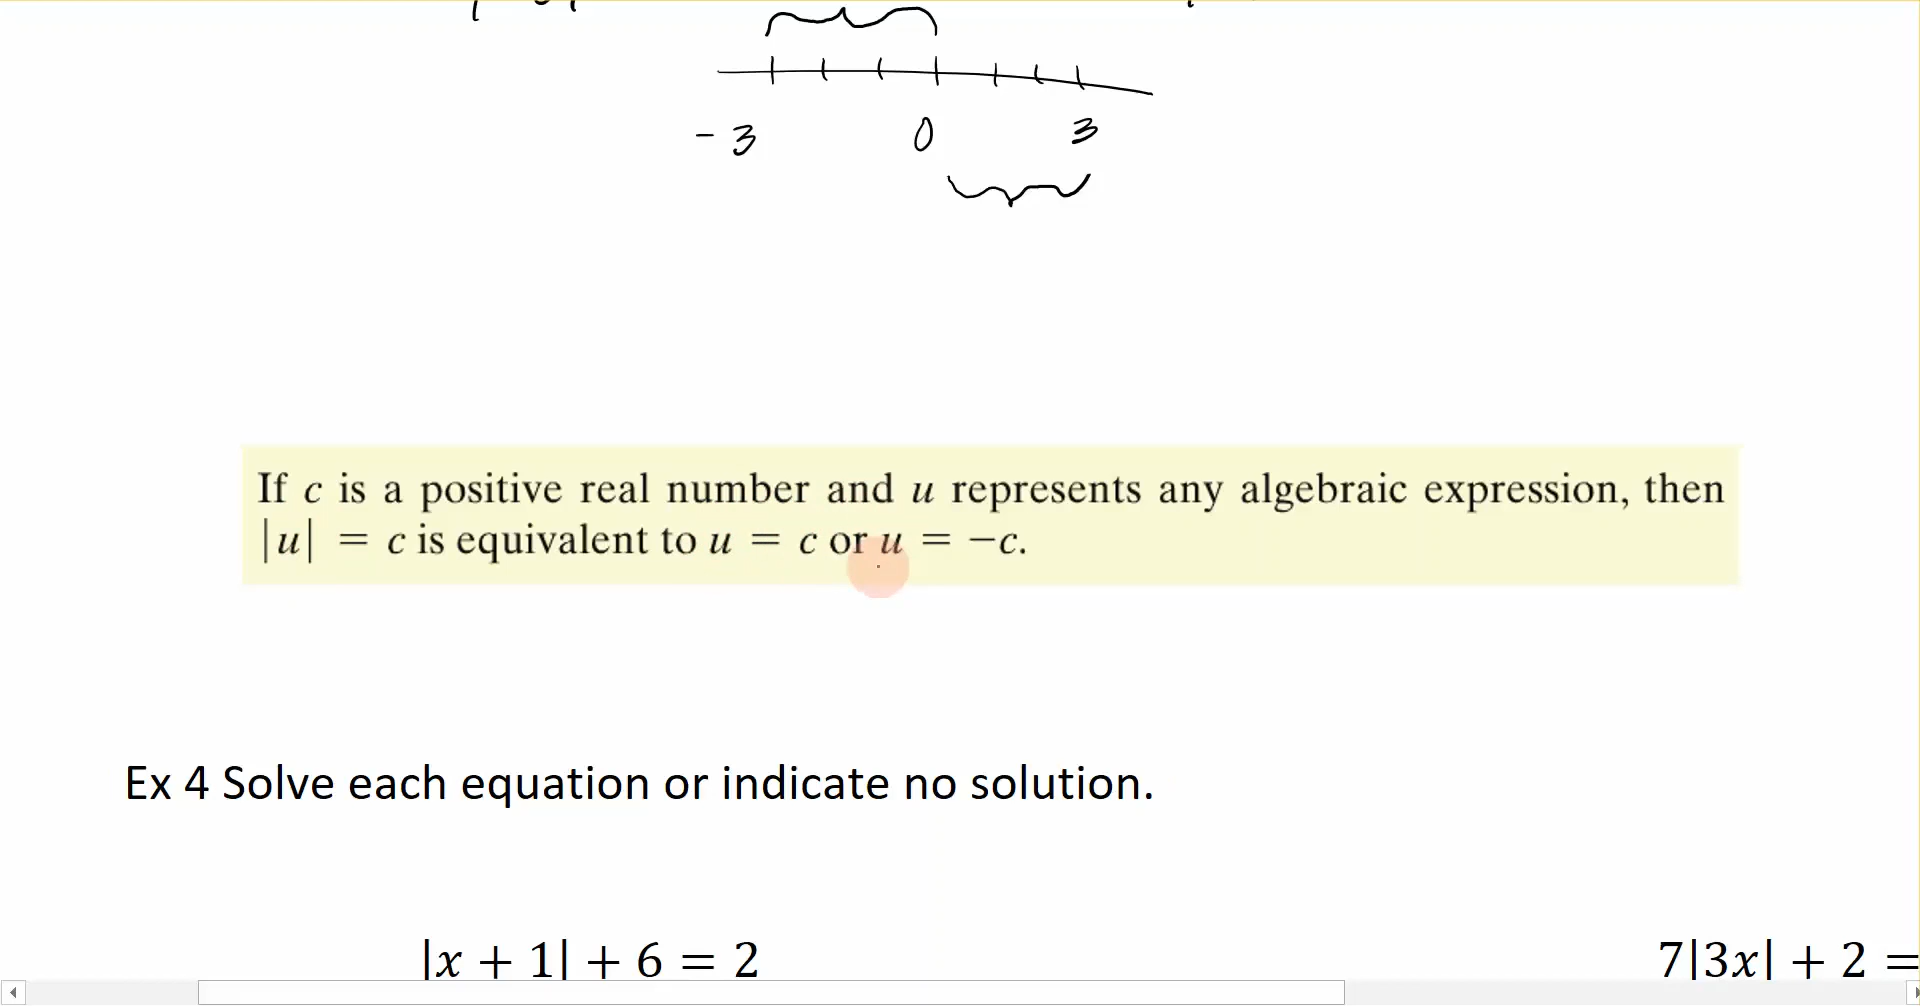 - 3 0 3
If c is a positive real number and u represents any algebraic expression, then
|u| = c is equivalent to u = c or u = −c.
Ex 4 Solve each equation or indicate no solution.
|x + 1| + 6 = 2 7|3x| + 2 =